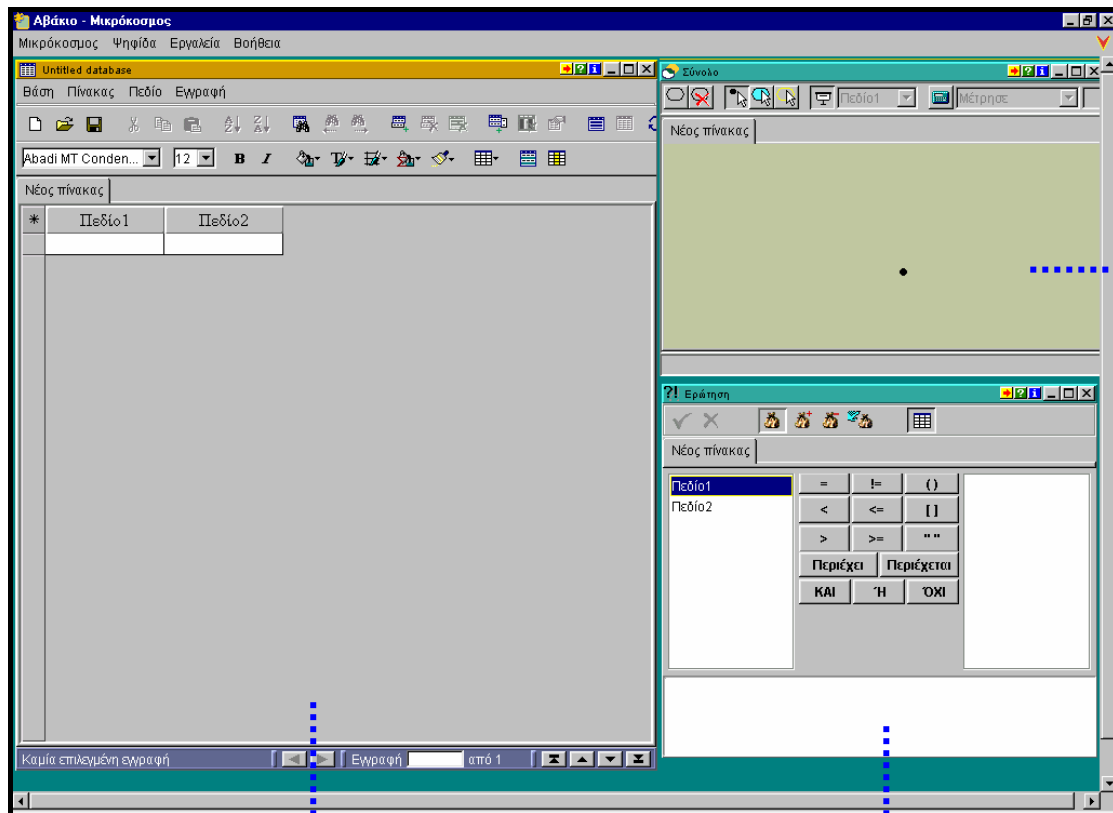 Αβάκιο - Μικρόκοσμος
Μικρόκοσμος Ψηφίδα Εργαλεία Βοήθεια
Untitled database
Βάση Πίνακας Πεδίο Εγγραφή
Abadi MT Conden... 12 B I
Νέος πίνακας
* Πεδίο1 Πεδίο2
Καμία επιλεγμένη εγγραφή Εγγραφή από 1
Σύνολο
Πεδίο1 Μέτρησε
Νέος πίνακας
?! Ερώτηση
Νέος πίνακας
Πεδίο1
Πεδίο2
= != ()
< <= []
> >= " "
Περιέχει Περιέχεται
ΚΑΙ Ή ΌΧΙ